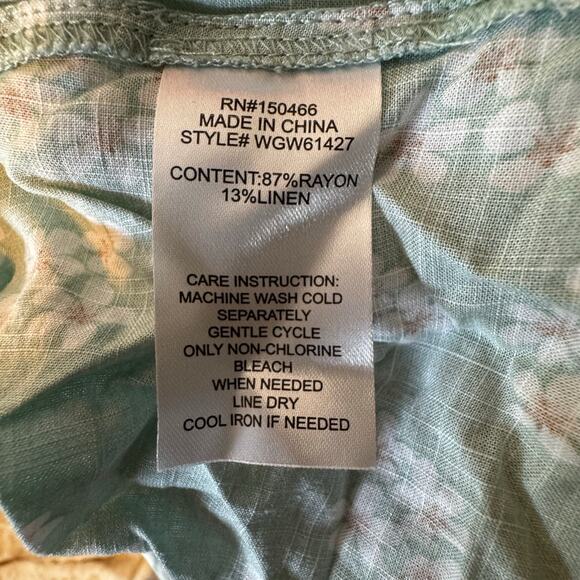 RN#150466
MADE IN CHINA
STYLE# WGW61427
CONTENT:87%RAYON
13%LINEN
CARE INSTRUCTION:
MACHINE WASH COLD
SEPARATELY
GENTLE CYCLE
ONLY NON-CHLORINE
BLEACH
WHEN NEEDED
LINE DRY
COOL IRON IF NEEDED